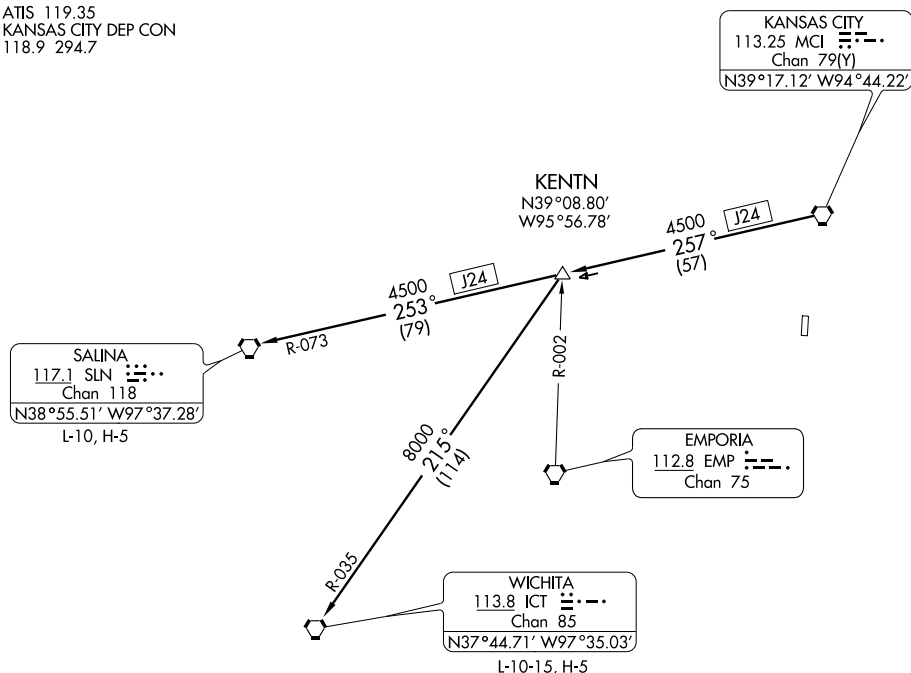 ATIS 119.35
KANSAS CITY DEP CON
118.9 294.7
KANSAS CITY
113.25 MCI
Chan 79(Y)
N39°17.12' W94°44.22'
KENTN
N39°08.80'
W95°56.78'
4500
J24
257°
(57)
4500
J24
253°
(79)
R-073
R-002
SALINA
117.1 SLN
Chan 118
N38°55.51' W97°37.28'
L-10, H-5
8000
215°
(114)
R-035
EMPORIA
112.8 EMP
Chan 75
WICHITA
113.8 ICT
Chan 85
N37°44.71' W97°35.03'
L-10-15, H-5